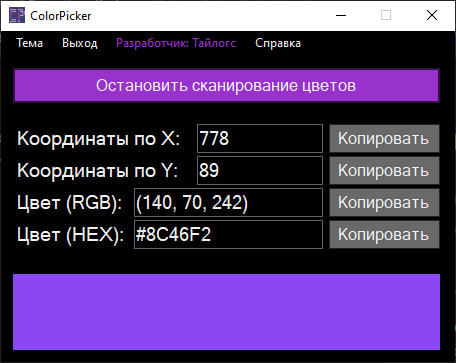 ColorPicker
Тема Выход Разработчик: Тайлогс Справка
Остановить сканирование цветов
Координаты по X: 778 Копировать
Координаты по Y: 89 Копировать
Цвет (RGB): (140, 70, 242) Копировать
Цвет (HEX): #8C46F2 Копировать